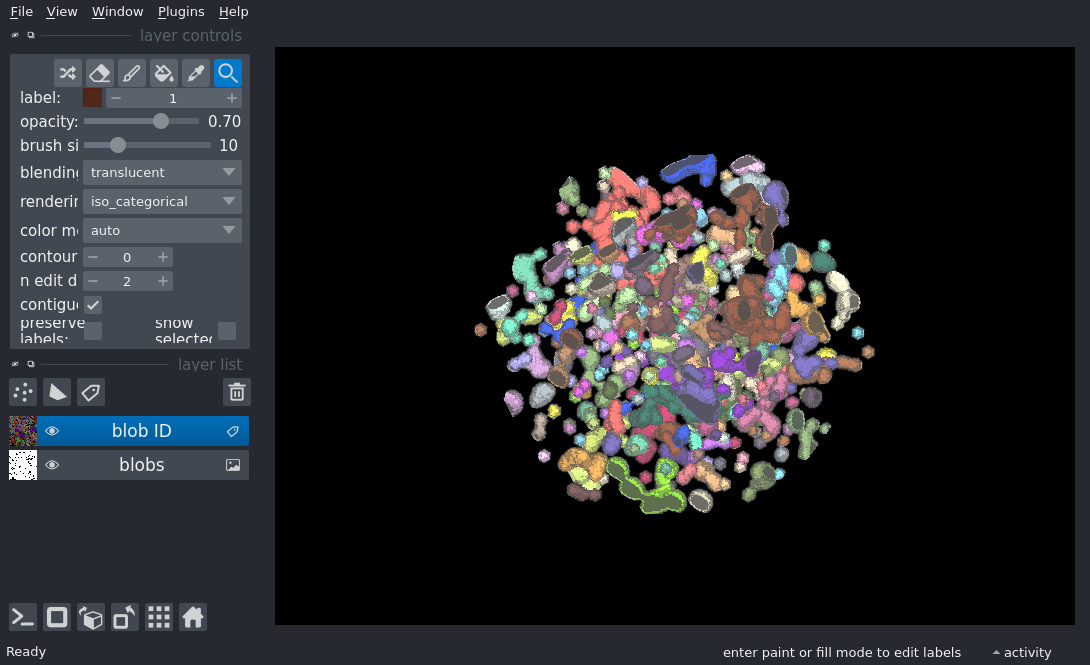 File View Window Plugins Help
layer controls
label: 1
opacity: 0.70
brush si 10
blending translucent
renderin iso_categorical
color m auto
contour 0
n edit d 2
contigu
preserve show
labels: selected
layer list
blob ID
blobs
Ready enter paint or fill mode to edit labels activity